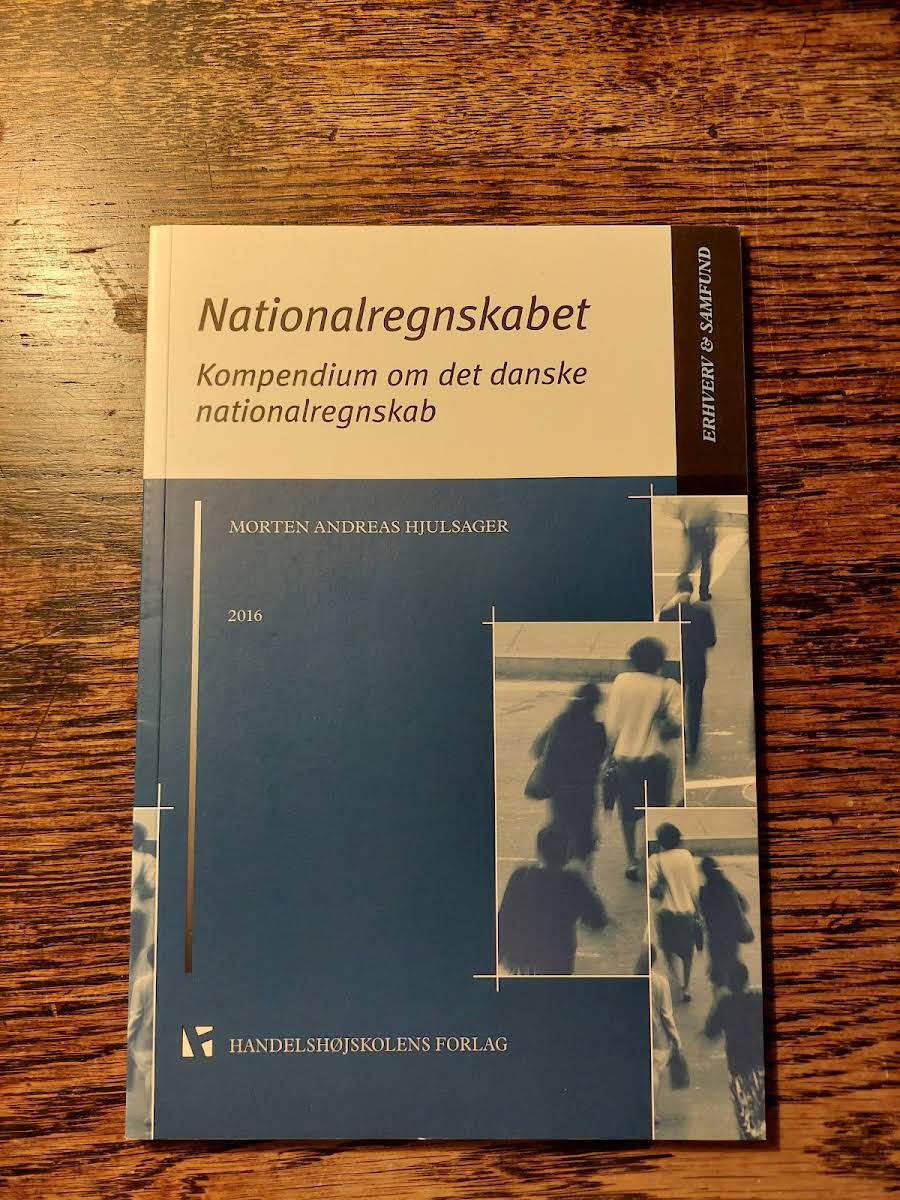 Nationalregnskabet
Kompendium om det danske
nationalregnskab
ERHVERV & SAMFUND
MORTEN ANDREAS HJULSAGER
2016
HANDELSHØJSKOLENS FORLAG